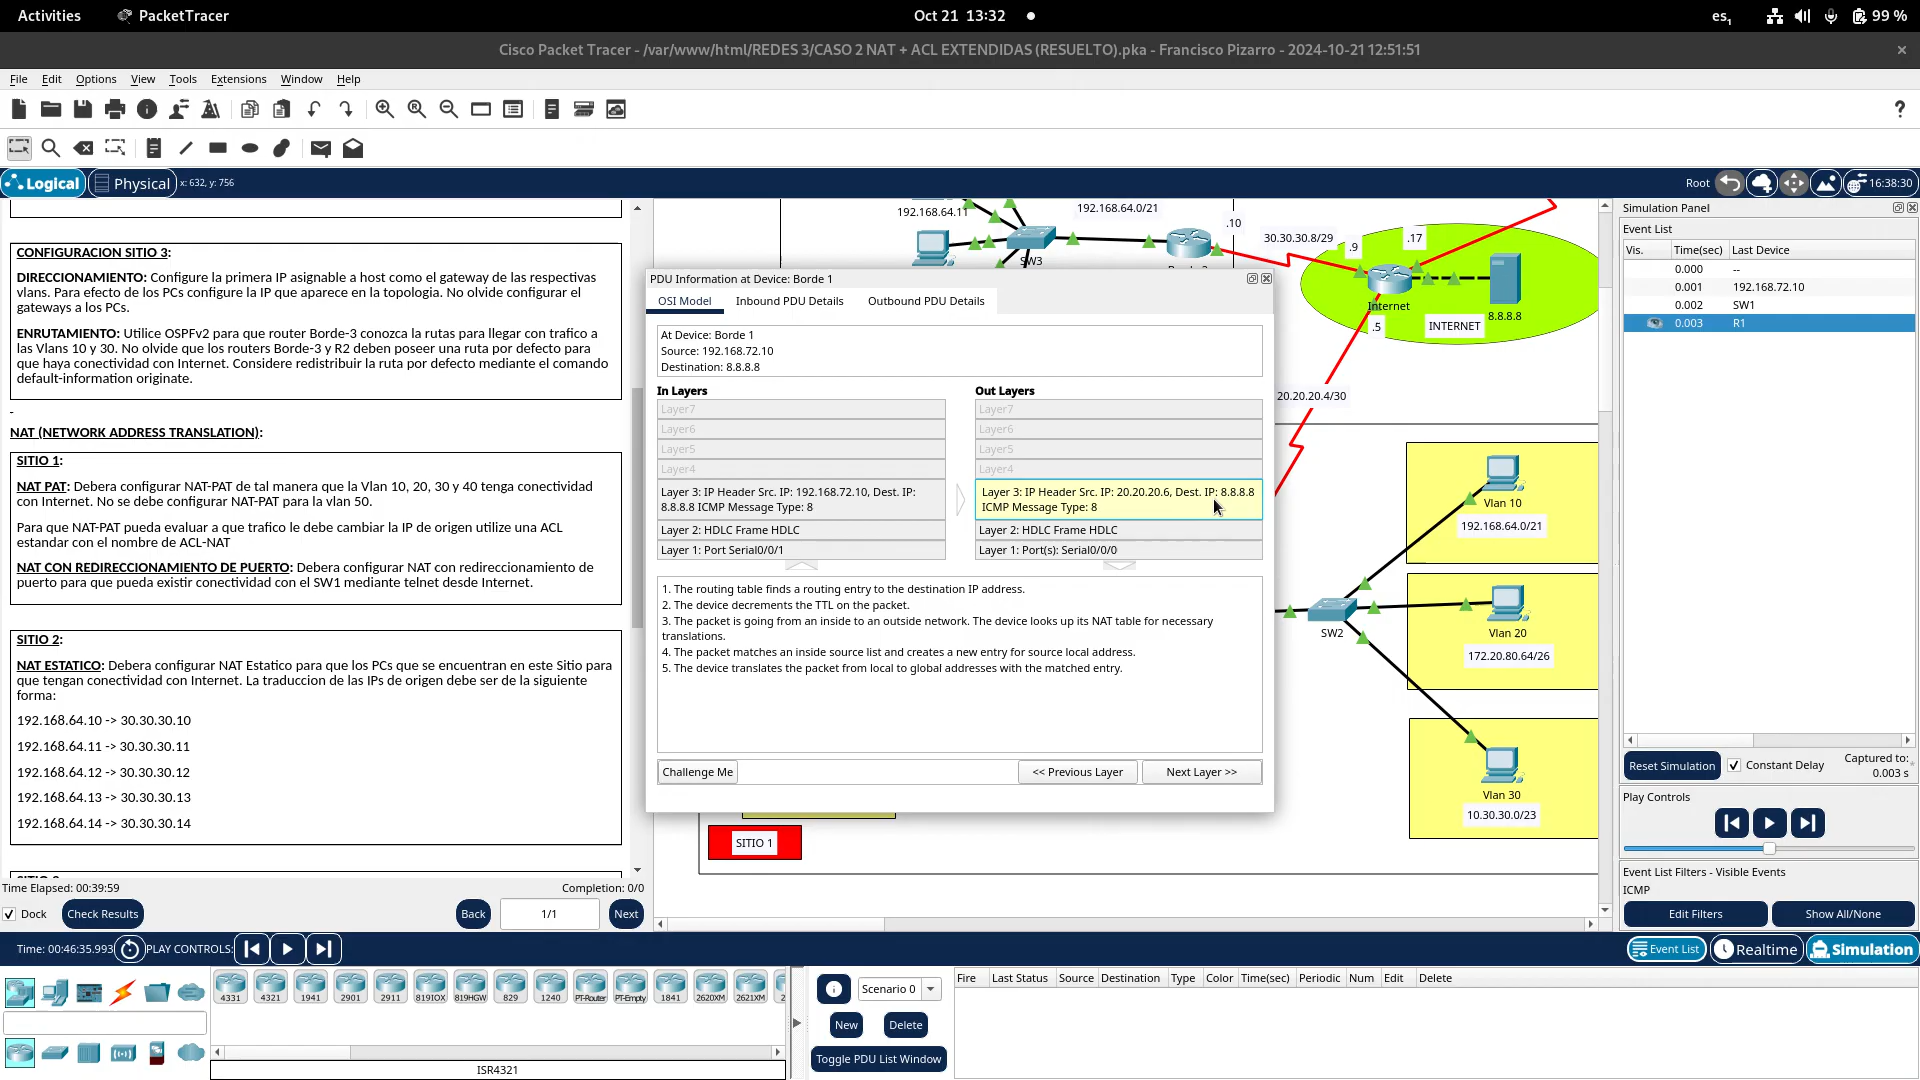 Activities
PacketTracer
Oct 21 13:32
es1
99 %
Cisco Packet Tracer - /var/www/html/REDES 3/CASO 2 NAT + ACL EXTENDIDAS (RESUELTO).pka - Francisco Pizarro - 2024-10-21 12:51:51
File Edit Options View Tools Extensions Window Help
Logical
Physical
x: 632, y: 756
Root
16:38:30
CONFIGURACION SITIO 3:
DIRECCIONAMIENTO: Configure la primera IP asignable a host como el gateway de las respectivas
vlans. Para efecto de los PCs configure la IP que aparece en la topologia. No olvide configurar el
gateways a los PCs.
ENRUTAMIENTO: Utilice OSPFv2 para que router Borde-3 conozca la rutas para llegar con trafico a
las Vlans 10 y 30. No olvide que los routers Borde-3 y R2 deben poseer una ruta por defecto para
que haya conectividad con Internet. Considere redistribuir la ruta por defecto mediante el comando
default-information originate.
-
NAT (NETWORK ADDRESS TRANSLATION):
SITIO 1:
NAT PAT: Debera configurar NAT-PAT de tal manera que la Vlan 10, 20, 30 y 40 tenga conectividad
con Internet. No se debe configurar NAT-PAT para la vlan 50.
Para que NAT-PAT pueda evaluar a que trafico le debe cambiar la IP de origen utilize una ACL
estandar con el nombre de ACL-NAT
NAT CON REDIRECCIONAMIENTO DE PUERTO: Debera configurar NAT con redireccionamiento de
puerto para que pueda existir conectividad con el SW1 mediante telnet desde Internet.
SITIO 2:
NAT ESTATICO: Debera configurar NAT Estatico para que los PCs que se encuentran en este Sitio para
que tengan conectividad con Internet. La traduccion de las IPs de origen debe ser de la siguiente
forma:
192.168.64.10 -> 30.30.30.10
192.168.64.11 -> 30.30.30.11
192.168.64.12 -> 30.30.30.12
192.168.64.13 -> 30.30.30.13
192.168.64.14 -> 30.30.30.14
Time Elapsed: 00:39:59
Completion: 0/0
Dock
Check Results
Back
1/1
Next
192.168.64.11
192.168.64.0/21
SW3
.10
30.30.30.8/29
.9
.17
Internet
8.8.8.8
.5
INTERNET
20.20.20.4/30
SW2
Vlan 10
192.168.64.0/21
Vlan 20
172.20.80.64/26
Vlan 30
10.30.30.0/23
SITIO 1
PDU Information at Device: Borde 1
OSI Model
Inbound PDU Details
Outbound PDU Details
At Device: Borde 1
Source: 192.168.72.10
Destination: 8.8.8.8
In Layers
Layer7
Layer6
Layer5
Layer4
Layer 3: IP Header Src. IP: 192.168.72.10, Dest. IP:
8.8.8.8 ICMP Message Type: 8
Layer 2: HDLC Frame HDLC
Layer 1: Port Serial0/0/1
Out Layers
Layer7
Layer6
Layer5
Layer4
Layer 3: IP Header Src. IP: 20.20.20.6, Dest. IP: 8.8.8.8
ICMP Message Type: 8
Layer 2: HDLC Frame HDLC
Layer 1: Port(s): Serial0/0/0
1. The routing table finds a routing entry to the destination IP address.
2. The device decrements the TTL on the packet.
3. The packet is going from an inside to an outside network. The device looks up its NAT table for necessary
translations.
4. The packet matches an inside source list and creates a new entry for source local address.
5. The device translates the packet from local to global addresses with the matched entry.
Challenge Me
<< Previous Layer
Next Layer >>
Simulation Panel
Event List
Vis. Time(sec) Last Device
0.000 --
0.001 192.168.72.10
0.002 SW1
0.003 R1
Reset Simulation
Constant Delay
Captured to:
0.003 s
Play Controls
Event List Filters - Visible Events
ICMP
Edit Filters
Show All/None
Time: 00:46:35.993
PLAY CONTROLS:
Event List
Realtime
Simulation
4331
4321
1941
2901
2911
819IOX
819HGW
829
1240
PT-Router
PT-Empty
1841
2620XM
2621XM
2
ISR4321
Scenario 0
New
Delete
Toggle PDU List Window
Fire Last Status Source Destination Type Color Time(sec) Periodic Num Edit Delete